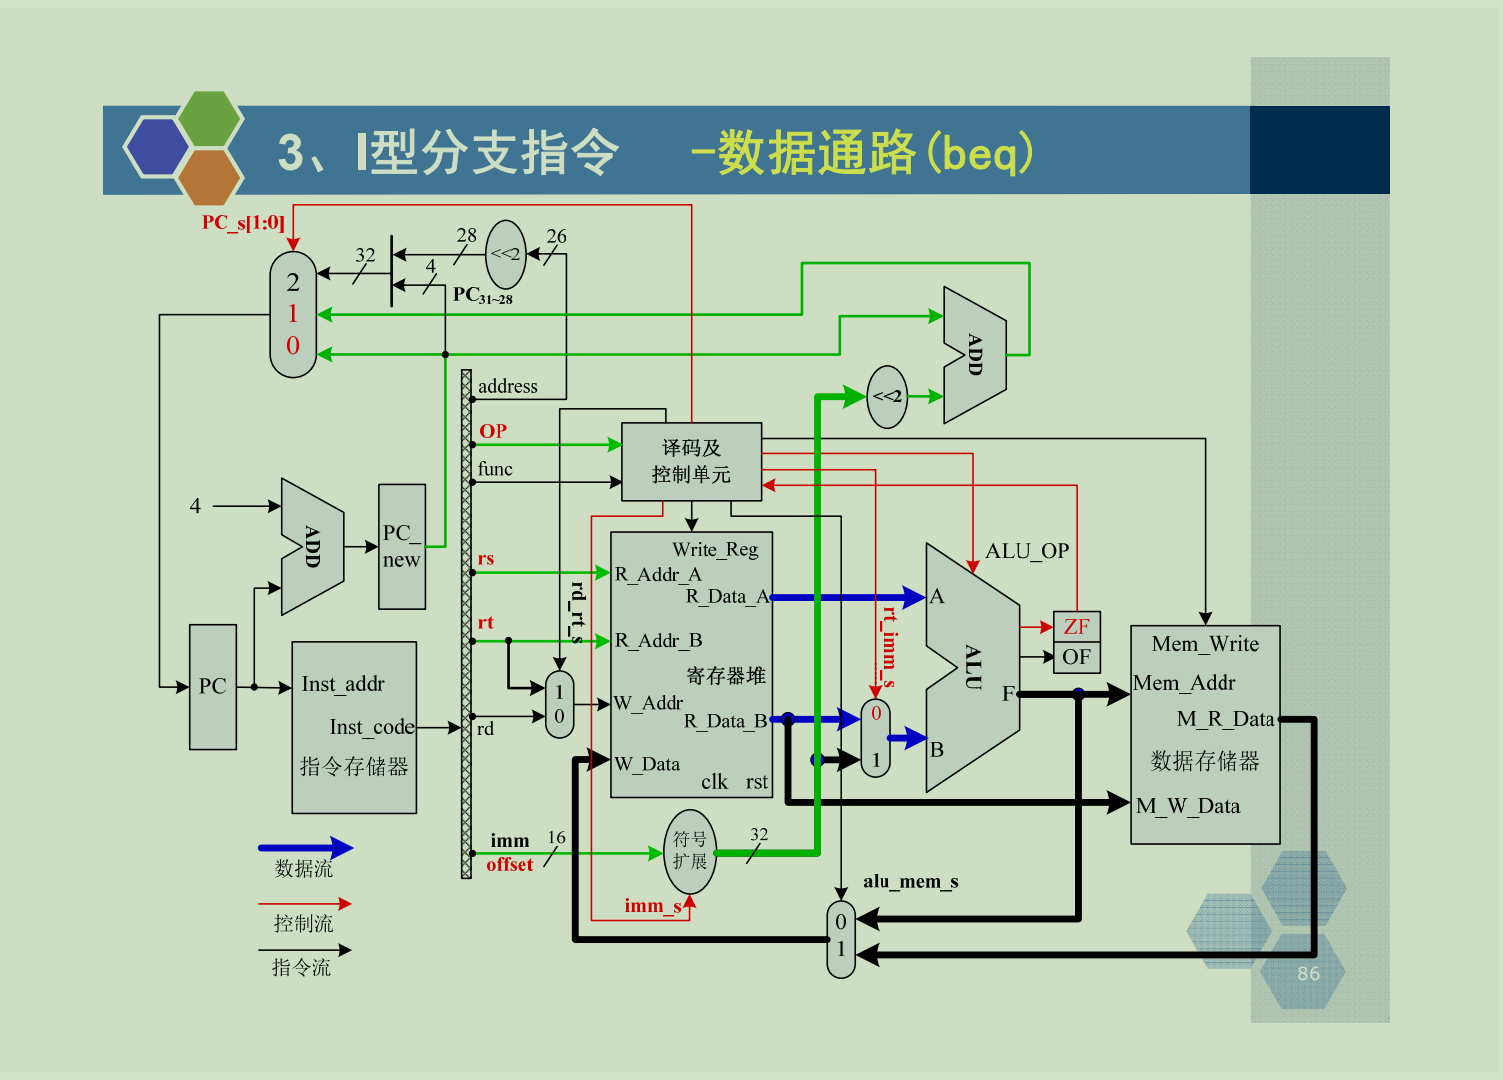 3、I型分支指令 -数据通路(beq)
PC_s[1:0]
32
28
<<2
26
4
PC31~28
2
1
0
address
OP
func
译码及
控制单元
<<2
ADD
4
ADD
PC_
new
rs
rt
rd
rd_rt_s
1
0
Write_Reg
R_Addr_A
R_Data_A
R_Addr_B
寄存器堆
W_Addr
R_Data_B
W_Data
clk rst
rt_imm_s
0
1
ALU_OP
A
ALU
B
F
ZF
OF
Mem_Write
Mem_Addr
M_R_Data
数据存储器
M_W_Data
PC
Inst_addr
Inst_code
指令存储器
imm
offset
16
符号
扩展
32
imm_s
alu_mem_s
0
1
数据流
控制流
指令流
86